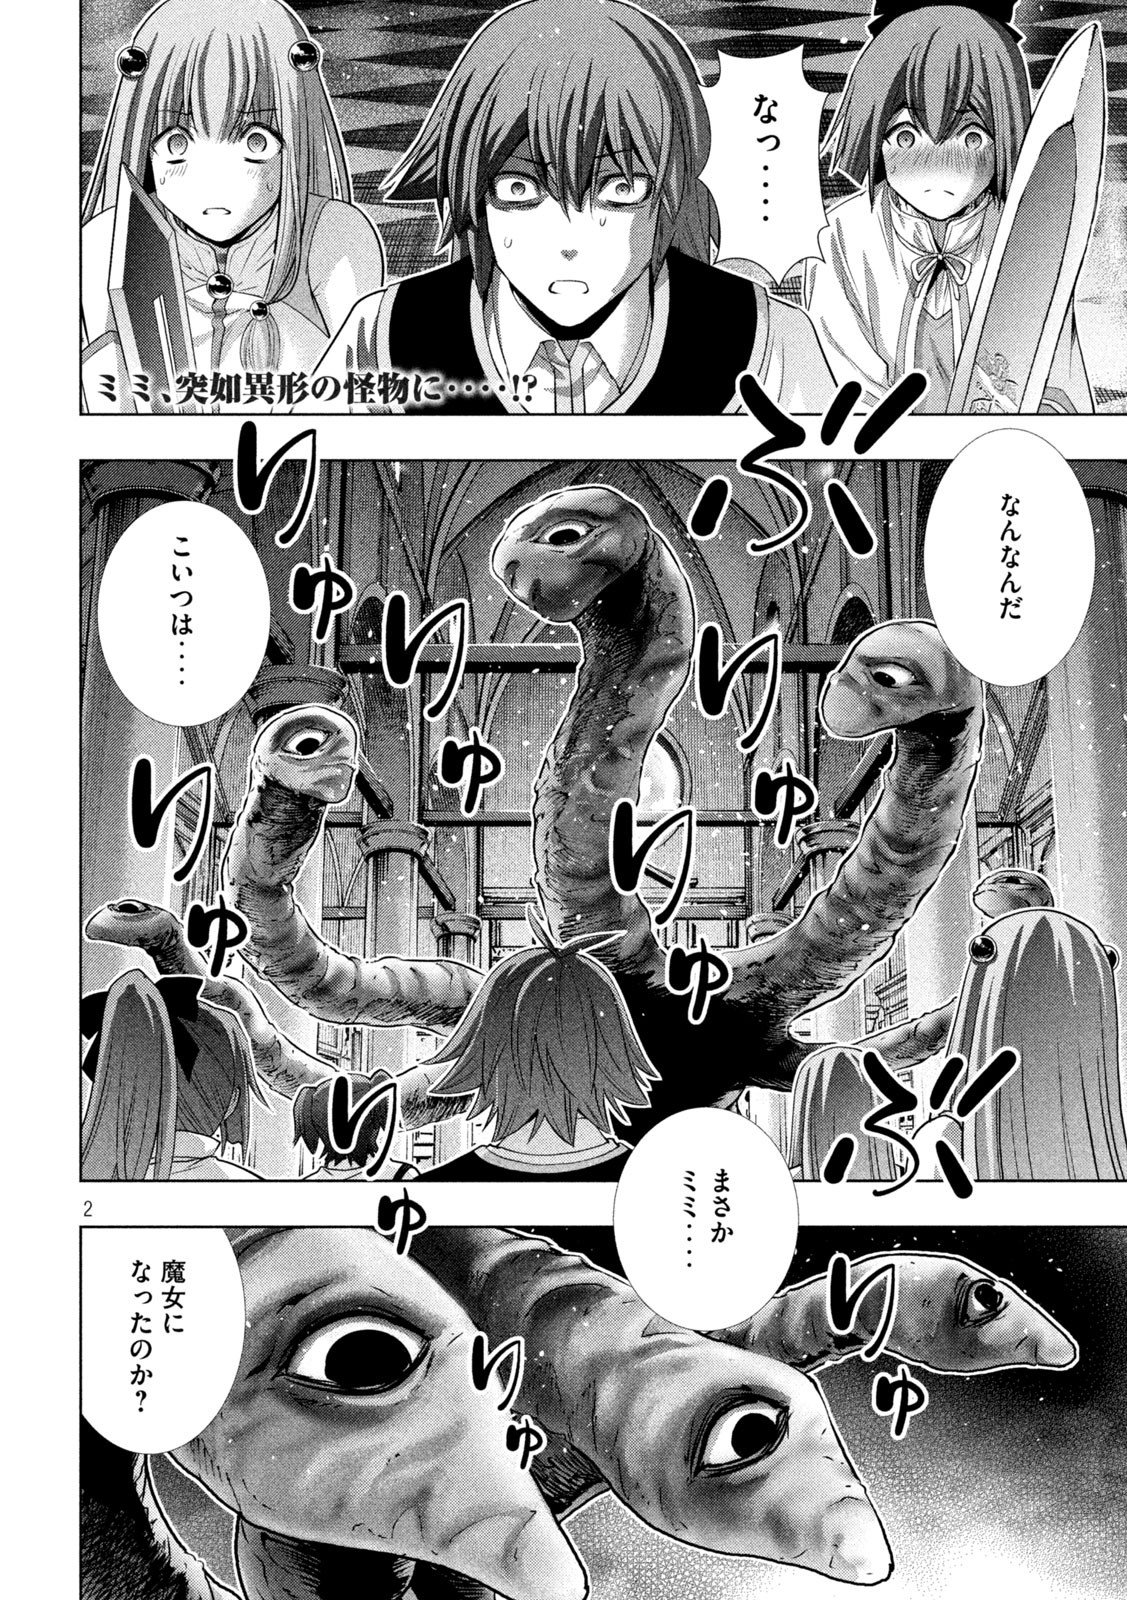 なっ‥‥
ミミ、突如異形の怪物に‥‥!?
なんなんだ
こいつは‥‥
ぶ
りゅ
りゅ
りゅ
りゅ
りゅ
ぶ
りゅ
まさか
ミミ‥‥
魔女に
なったのか?
りゅ
りゅ
2